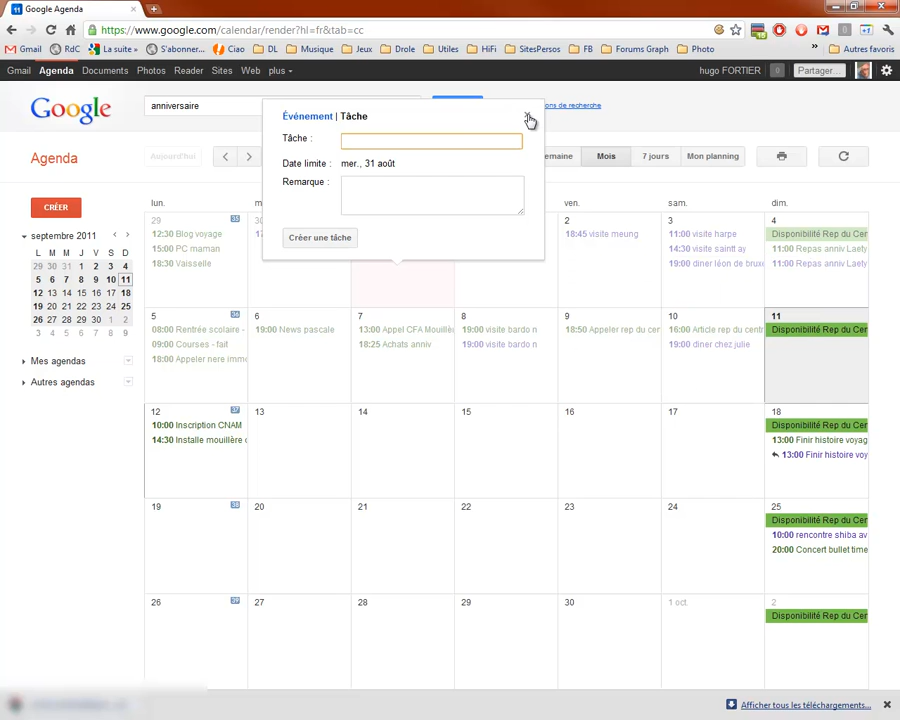 Google Agenda
https://www.google.com/calendar/render?hl=fr&tab=cc
Gmail RdC La suite » S'abonner... Ciao DL Musique Jeux Drole Utiles HiFi SitesPersos FB Forums Graph Photo » Autres favoris
Gmail Agenda Documents Photos Reader Sites Web plus hugo FORTIER 0 Partager...
Google anniversaire ons de recherche
Événement | Tâche
Tâche :
Date limite : mer., 31 août
Remarque :
Créer une tâche
Agenda Aujourd'hui emaine Mois 7 jours Mon planning
CRÉER
septembre 2011
L M M J V S D
29 30 31 1 2 3 4
5 6 7 8 9 10 11
12 13 14 15 16 17 18
19 20 21 22 23 24 25
26 27 28 29 30 1 2
3 4 5 6 7 8 9
Mes agendas
Autres agendas
lun. m ven. sam. dim.
29 35 30 2 3 4
12:30 Blog voyage
15:00 PC maman
18:30 Vaisselle
18:45 visite meung
11:00 visite harpe
14:30 visite saintt ay
19:00 diner léon de brux
Disponibilité Rep du Cer
11:00 Repas anniv Laety
11:00 Repas anniv Laety
5 36 6 7 8 9 10 11
08:00 Rentrée scolaire -
09:00 Courses - fait
18:00 Appeler nere immo
19:00 News pascale
13:00 Appel CFA Mouillè
18:25 Achats anniv
19:00 visite bardo n
19:00 visite bardo n
18:50 Appeler rep du cer
16:00 Article rep du centr
19:00 diner chez julie
Disponibilité Rep du Cer
12 37 13 14 15 16 17 18
10:00 Inscription CNAM
14:30 Installe mouillère c
Disponibilité Rep du Cer
13:00 Finir histoire voyag
13:00 Finir histoire voy
19 38 20 21 22 23 24 25
Disponibilité Rep du Cer
10:00 rencontre shiba av
20:00 Concert bullet time
26 39 27 28 29 30 1 oct. 2
Disponibilité Rep du Cer
Afficher tous les téléchargements...